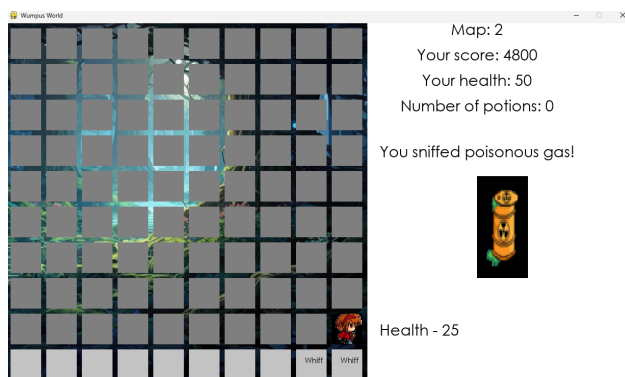 Wumpus World
Map: 2
Your score: 4800
Your health: 50
Number of potions: 0
You sniffed poisonous gas!
Health - 25
Whiff Whiff